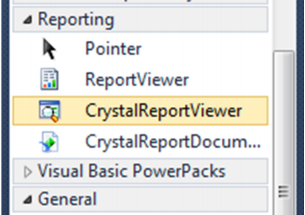 Reporting
Pointer
ReportViewer
CrystalReportViewer
CrystalReportDocum...
Visual Basic PowerPacks
General